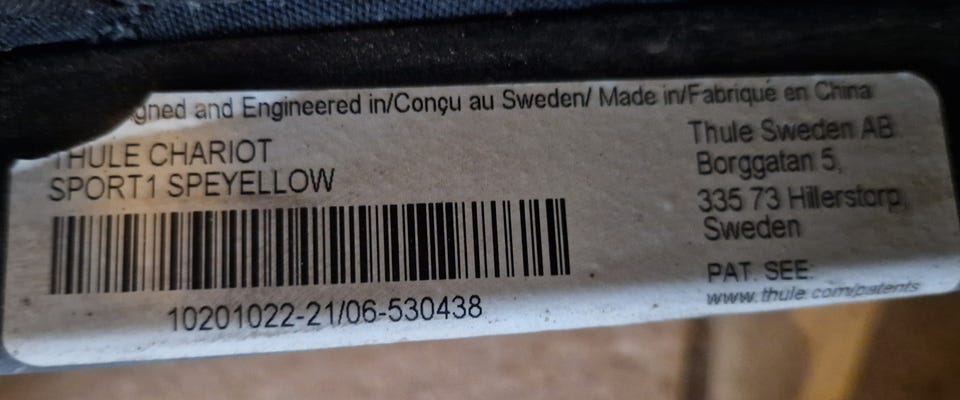 gned and Engineered in/Conçu au Sweden/ Made in/Fabriqué en China
THULE CHARIOT
SPORT1 SPEYELLOW
10201022-21/06-530438
Thule Sweden AB
Borggatan 5,
335 73 Hillerstorp,
Sweden
PAT. SEE:
www.thule.com/patents